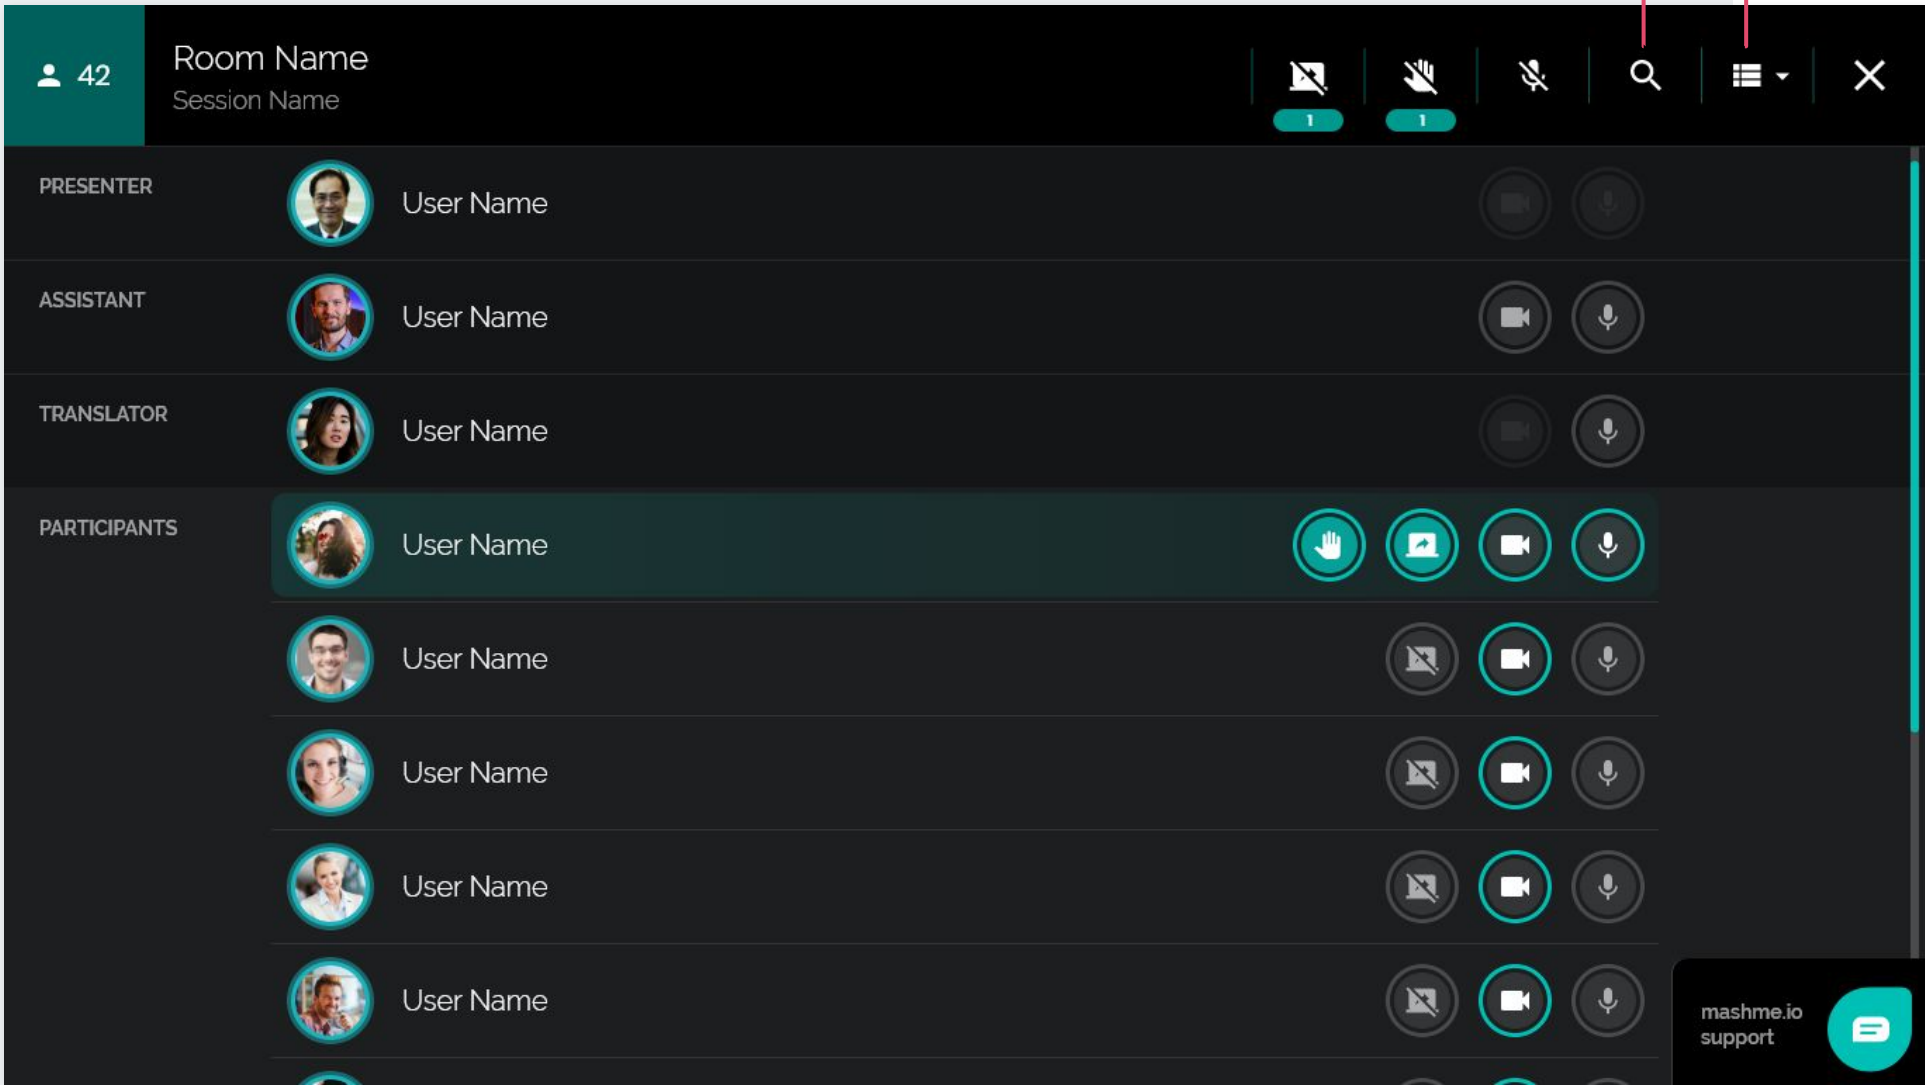 42
Room Name
Session Name
1
1
PRESENTER
User Name
ASSISTANT
User Name
TRANSLATOR
User Name
PARTICIPANTS
User Name
User Name
User Name
User Name
User Name
mashme.io
support